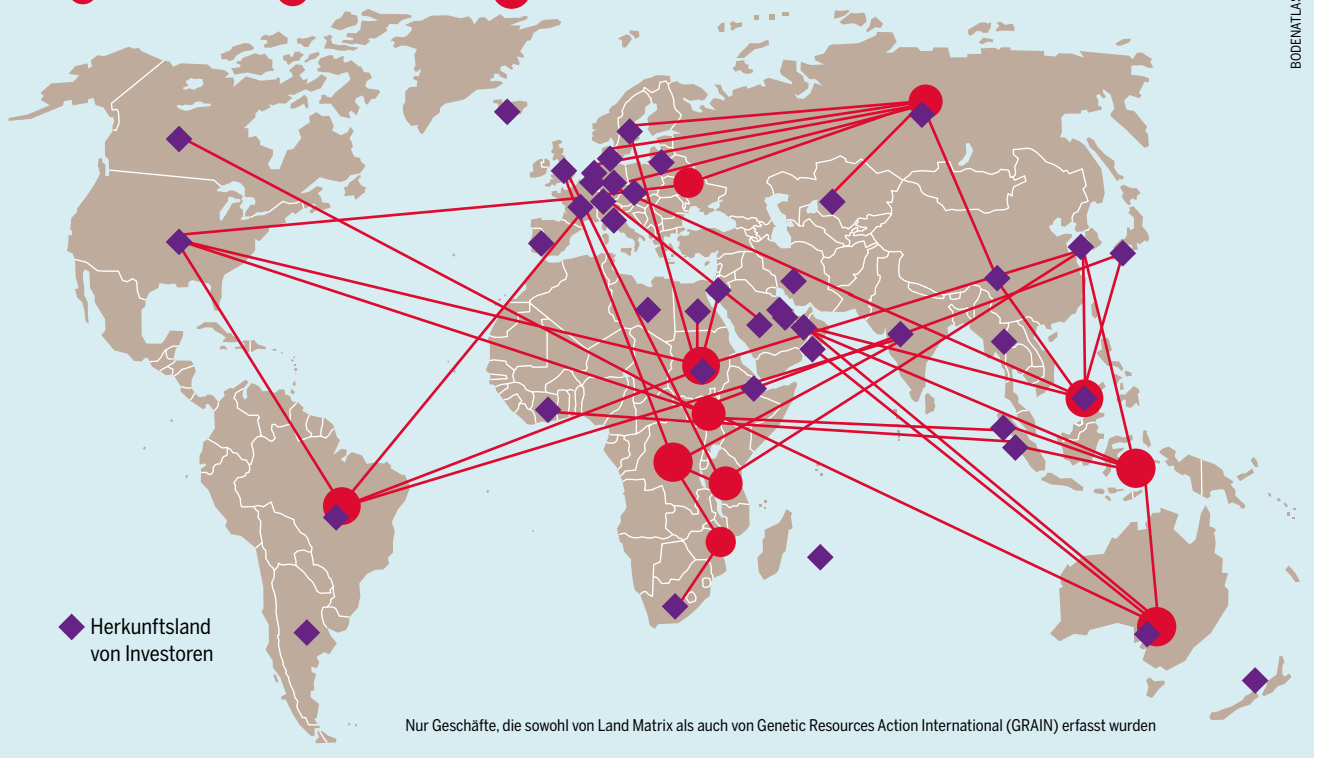 BODENATLAS
Herkunftsland
von Investoren
Nur Geschäfte, die sowohl von Land Matrix als auch von Genetic Resources Action International (GRAIN) erfasst wurden